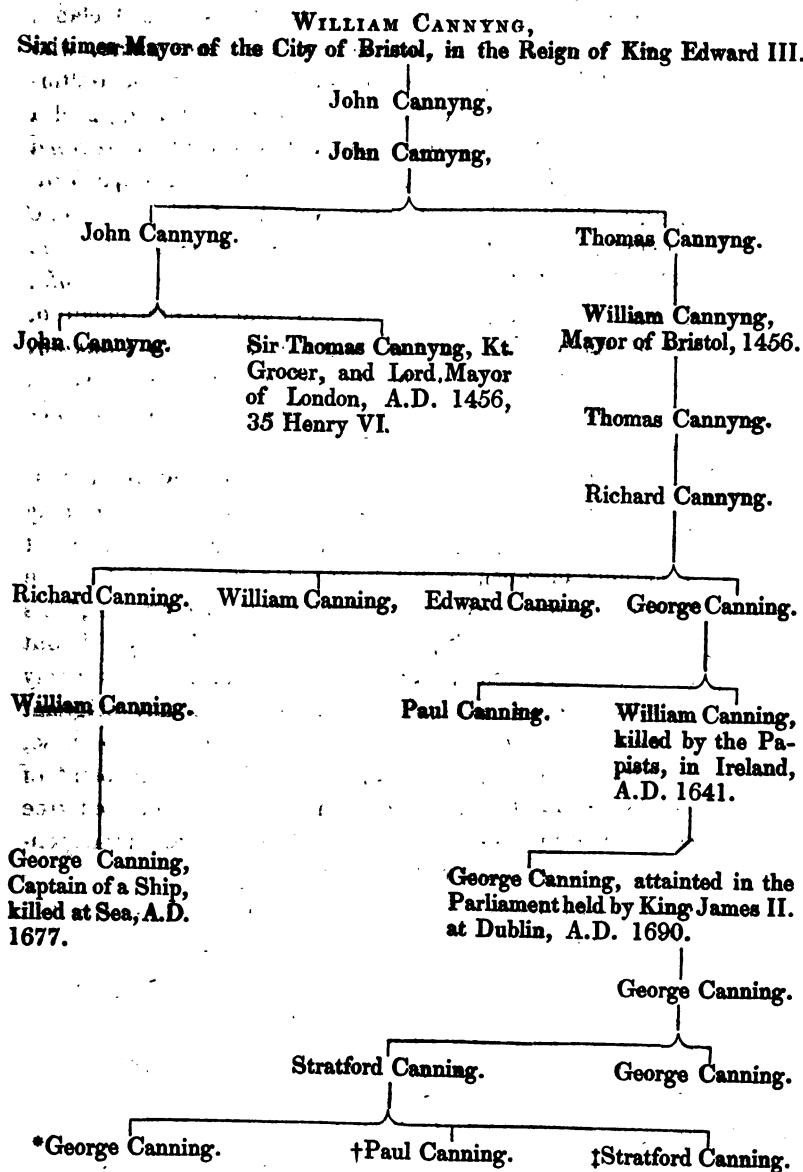 WILLIAM CANNYNG,
Six times Mayor of the City of Bristol, in the Reign of King Edward III.
John Cannyng,
John Cannyng,
John Cannyng.
Thomas Cannyng.
John Cannyng.
Sir Thomas Cannyng, Kt.
Grocer, and Lord Mayor
of London, A.D. 1456,
35 Henry VI.
William Cannyng,
Mayor of Bristol, 1456.
Thomas Cannyng.
Richard Cannyng.
Richard Canning. William Canning, Edward Canning. George Canning.
William Canning.
Paul Canning.
William Canning,
killed by the Pa-
pists, in Ireland,
A.D. 1641.
George Canning,
Captain of a Ship,
killed at Sea, A.D.
1677.
George Canning, attainted in the
Parliament held by King James II.
at Dublin, A.D. 1690.
George Canning.
Stratford Canning.
George Canning.
*George Canning.
†Paul Canning.
‡Stratford Canning.